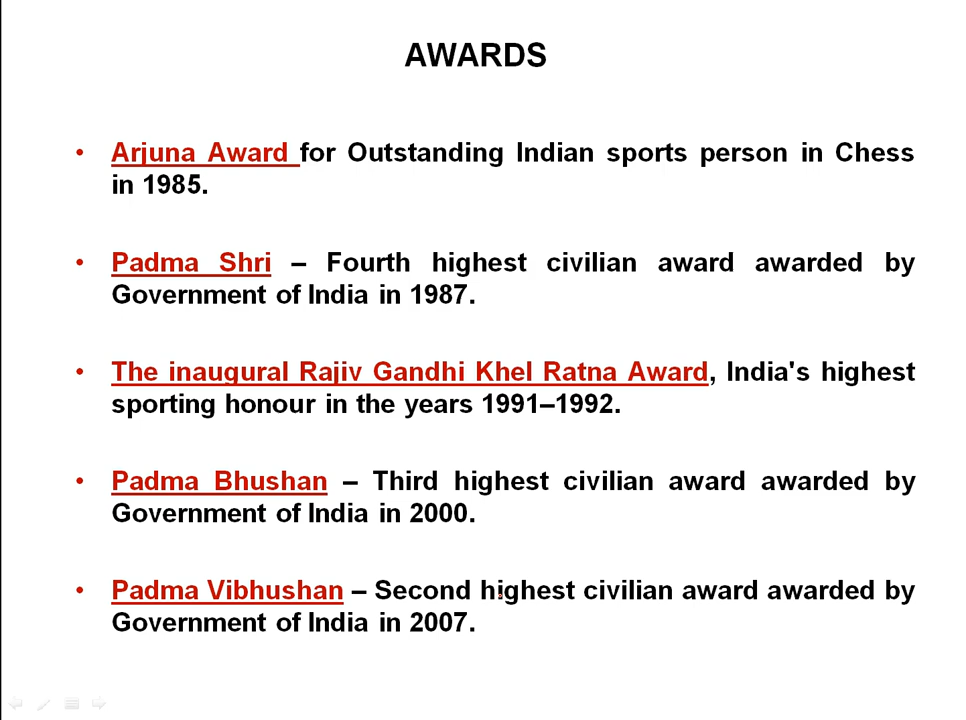 AWARDS
• Arjuna Award for Outstanding Indian sports person in Chess
in 1985.
• Padma Shri – Fourth highest civilian award awarded by
Government of India in 1987.
• The inaugural Rajiv Gandhi Khel Ratna Award, India's highest
sporting honour in the years 1991–1992.
• Padma Bhushan – Third highest civilian award awarded by
Government of India in 2000.
• Padma Vibhushan – Second highest civilian award awarded by
Government of India in 2007.